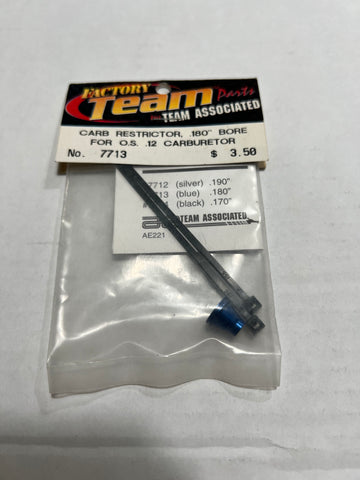 FACTORY
Team
Parts
TEAM ASSOCIATED
CARB RESTRICTOR, .180" BORE
FOR O.S. .12 CARBURETOR
No. 7713 $ 3.50
7712 (silver) .190"
(blue) .180"
(black) .170"
TEAM ASSOCIATED
AE221